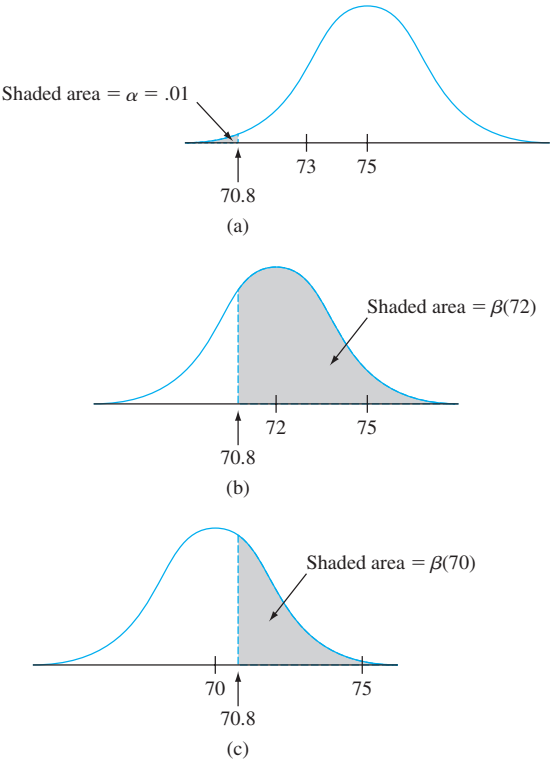 Shaded area = α = .01
73 75
70.8
(a)
Shaded area = β(72)
72 75
70.8
(b)
Shaded area = β(70)
70 75
70.8
(c)